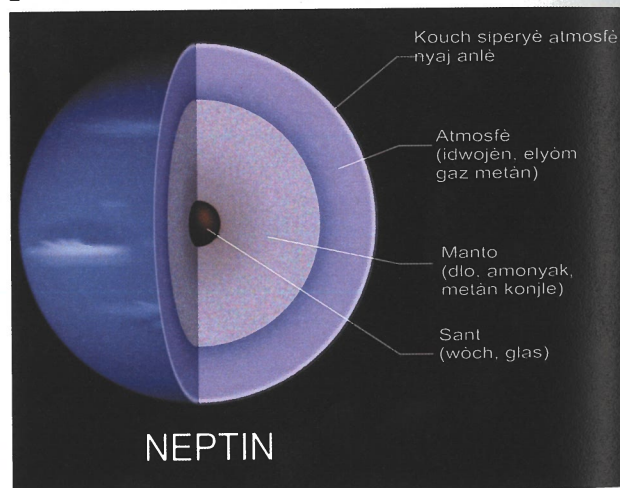 Kouch siperyè atmosfè
nyaj anlè
Atmosfè
(idwojèn, elyòm
gaz metàn)
Manto
(dlo, amonyak,
metàn konjle)
Sant
(wòch, glas)
NEPTIN